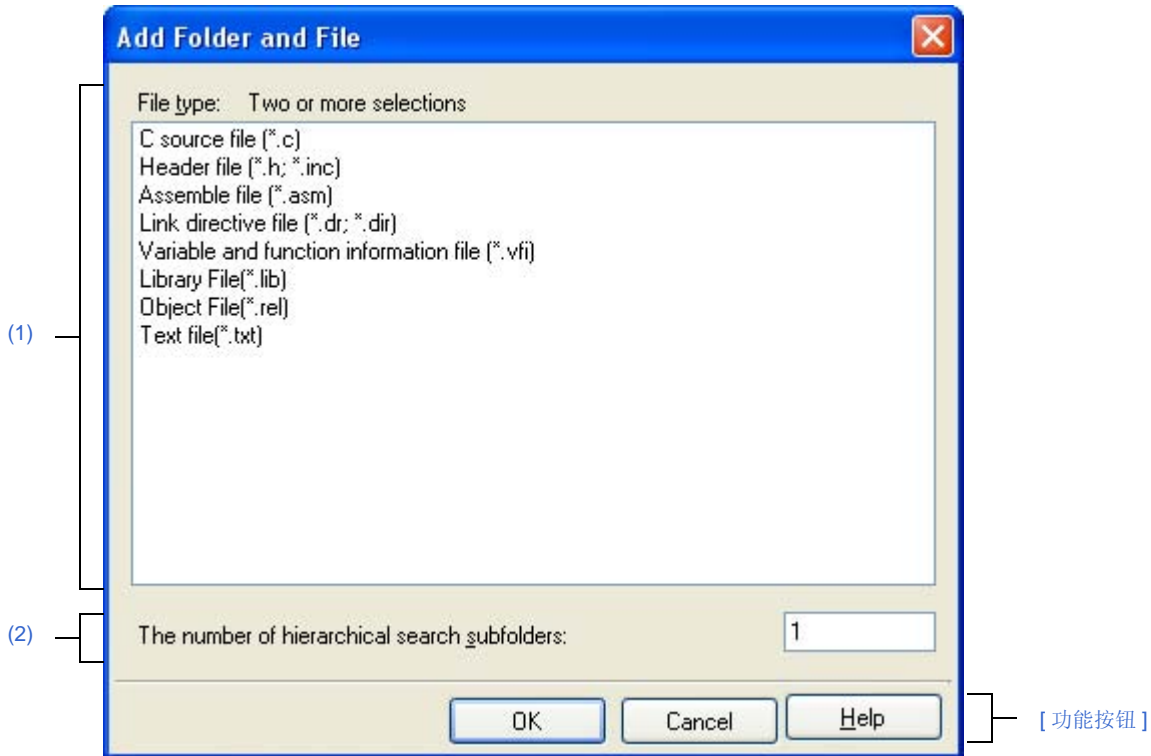 Add Folder and File
File type: Two or more selections
C source file (*.c)
Header file (*.h; *.inc)
Assemble file (*.asm)
Link directive file (*.dr; *.dir)
Variable and function information file (*.vfi)
Library File(*.lib)
Object File(*.rel)
Text file(*.txt)
(1)
(2)
The number of hierarchical search subfolders: 1
OK Cancel Help
[ 功能按钮 ]